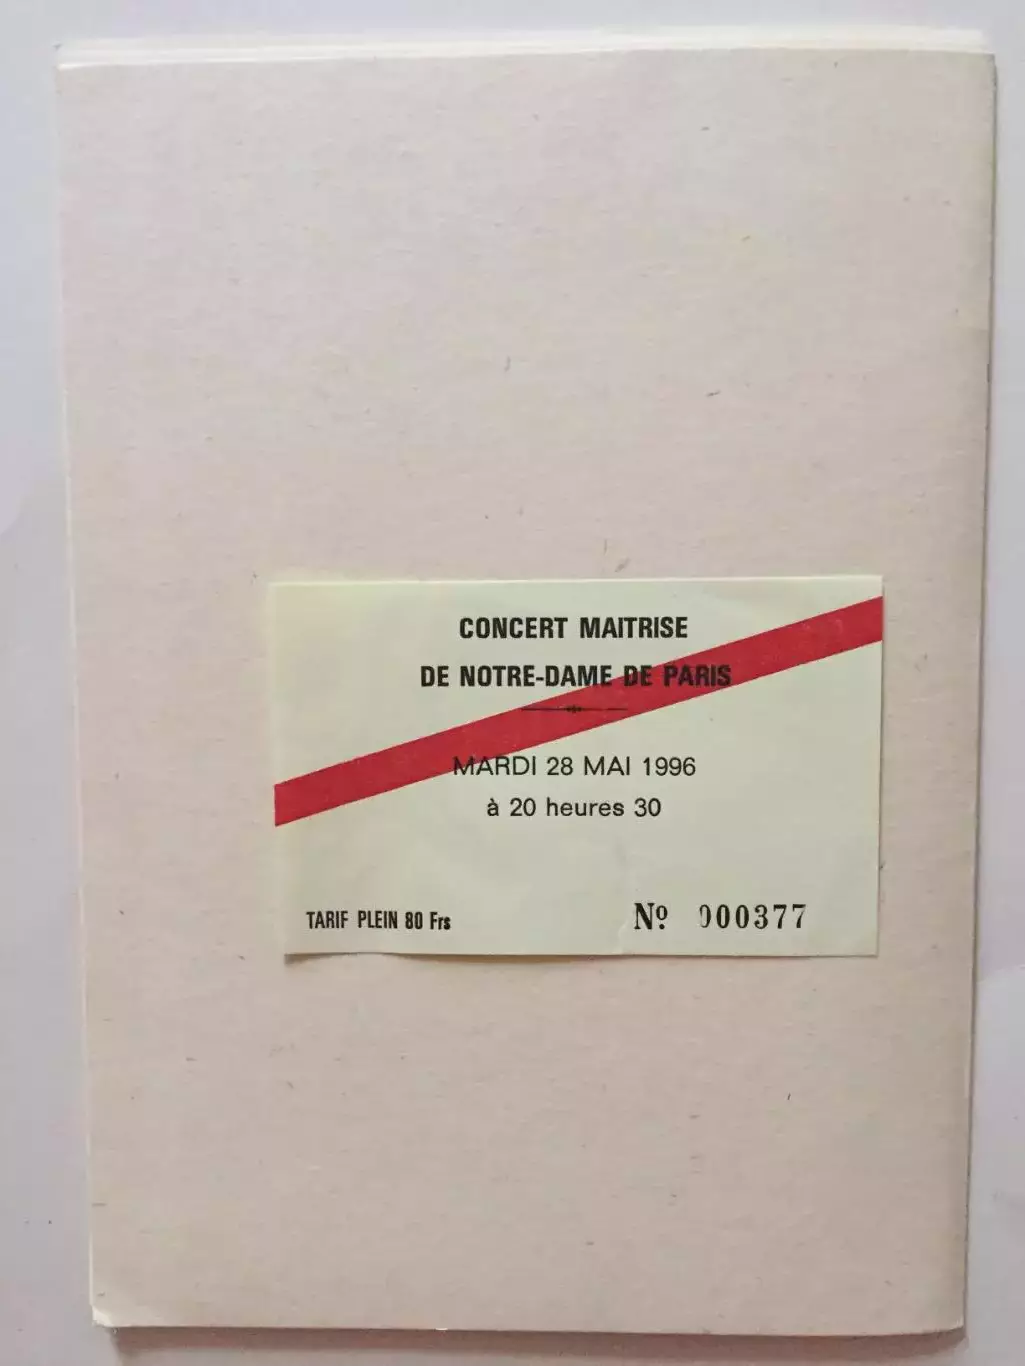 CONCERT MAITRISE
DE NOTRE-DAME DE PARIS
MARDI 28 MAI 1996
à 20 heures 30
TARIF PLEIN 80 Frs
Nº 000377